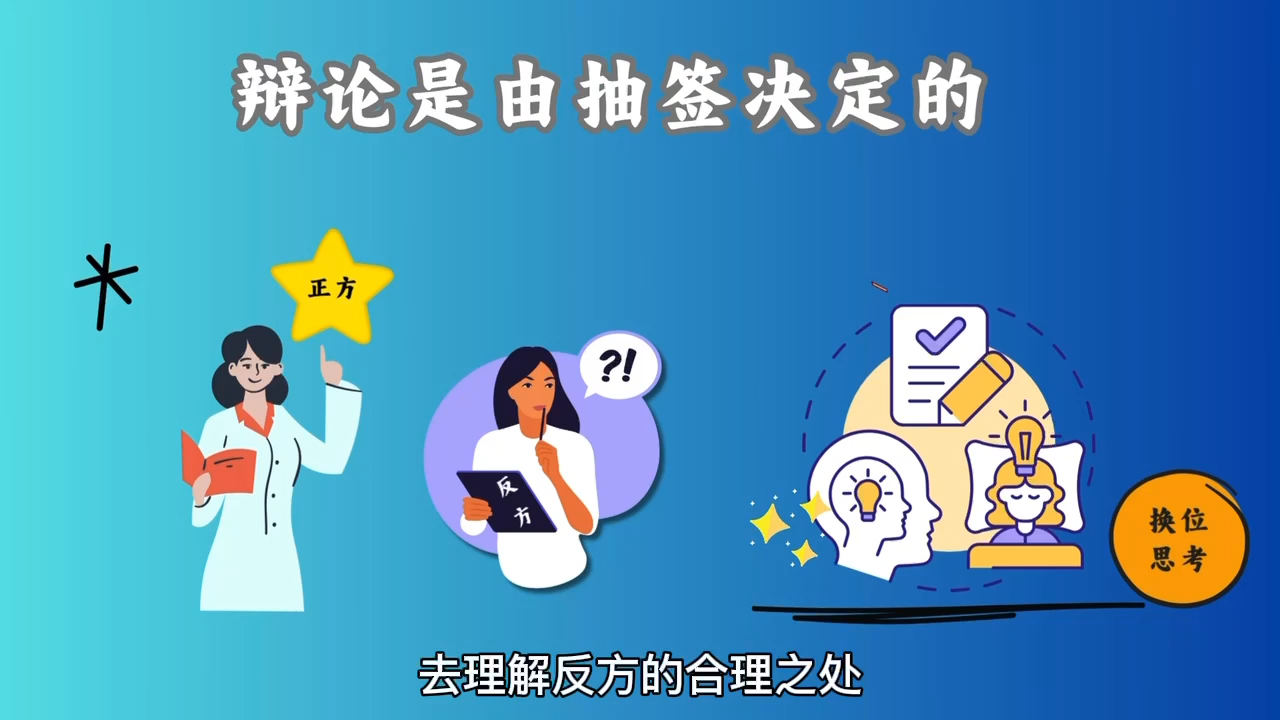 辩论是由抽签决定的
正方
?!
反
方
换位
思考
去理解反方的合理之处